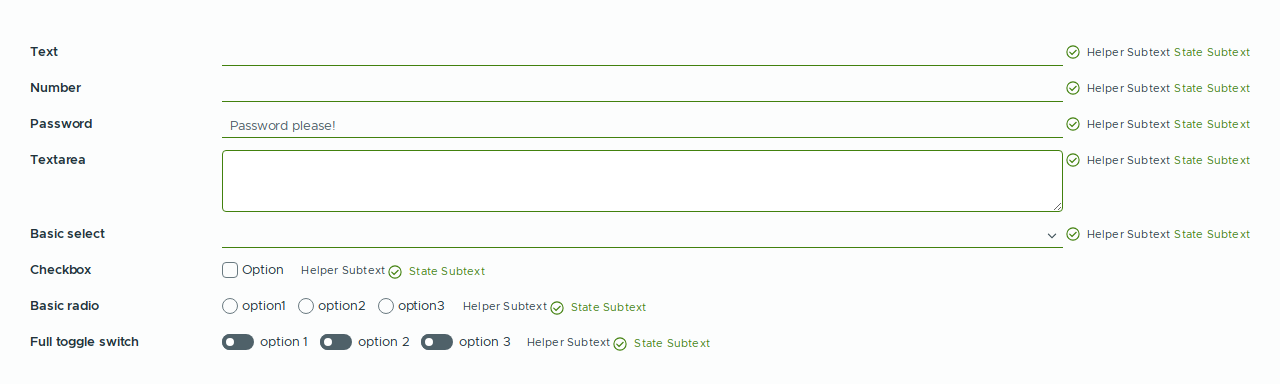 Text Helper Subtext State Subtext
Number Helper Subtext State Subtext
Password Password please! Helper Subtext State Subtext
Textarea Helper Subtext State Subtext
Basic select Helper Subtext State Subtext
Checkbox Option Helper Subtext State Subtext
Basic radio option1 option2 option3 Helper Subtext State Subtext
Full toggle switch option 1 option 2 option 3 Helper Subtext State Subtext